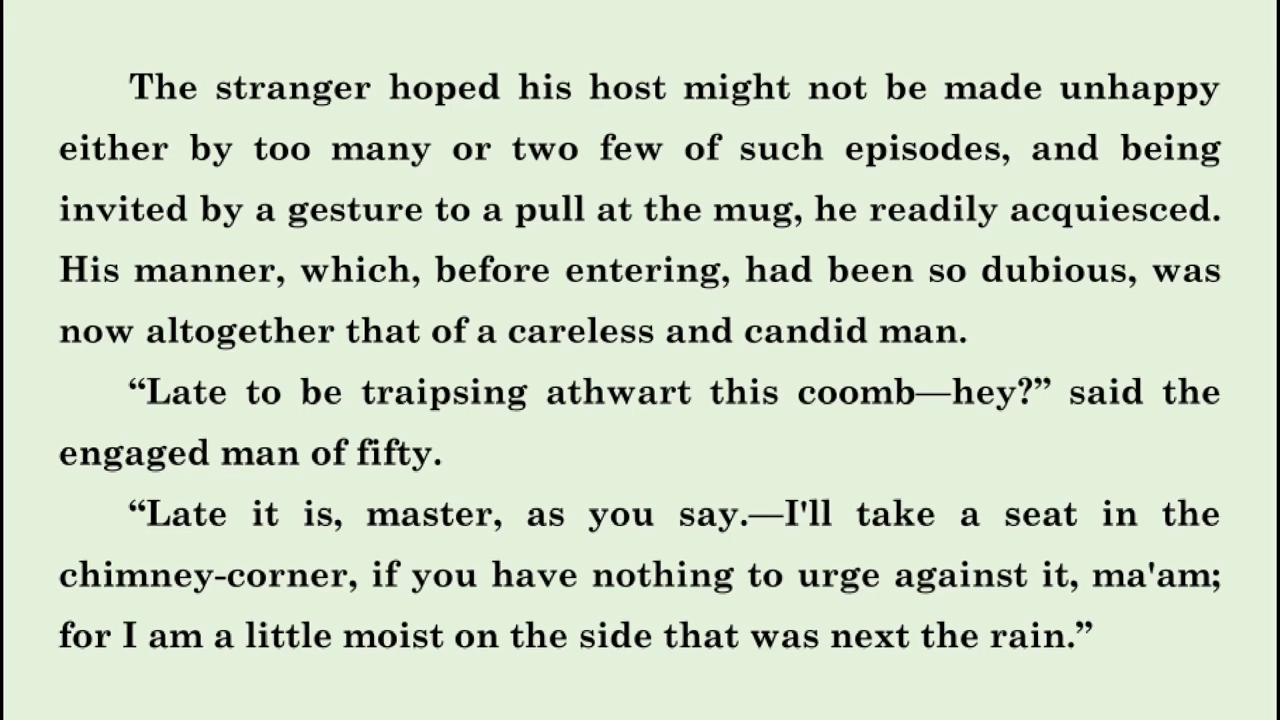 The stranger hoped his host might not be made unhappy
either by too many or two few of such episodes, and being
invited by a gesture to a pull at the mug, he readily acquiesced.
His manner, which, before entering, had been so dubious, was
now altogether that of a careless and candid man.
“Late to be traipsing athwart this coomb—hey?” said the
engaged man of fifty.
“Late it is, master, as you say.—I'll take a seat in the
chimney-corner, if you have nothing to urge against it, ma'am;
for I am a little moist on the side that was next the rain.”